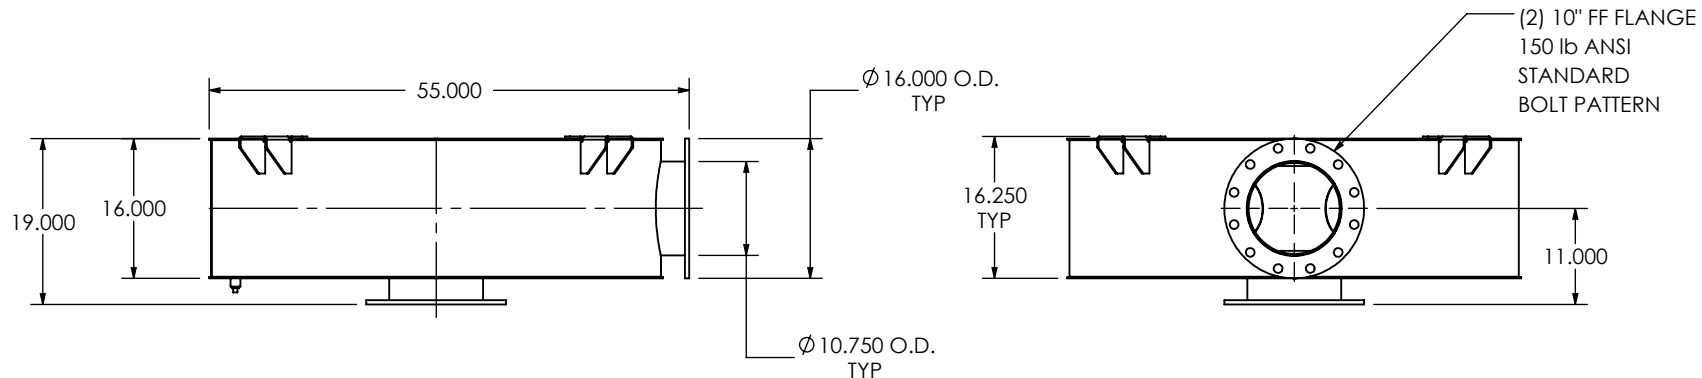 (2) 10" FF FLANGE
150 lb ANSI
STANDARD
BOLT PATTERN
55.000
Ø16.000 O.D.
TYP
19.000
16.000
16.250
TYP
11.000
Ø10.750 O.D.
TYP